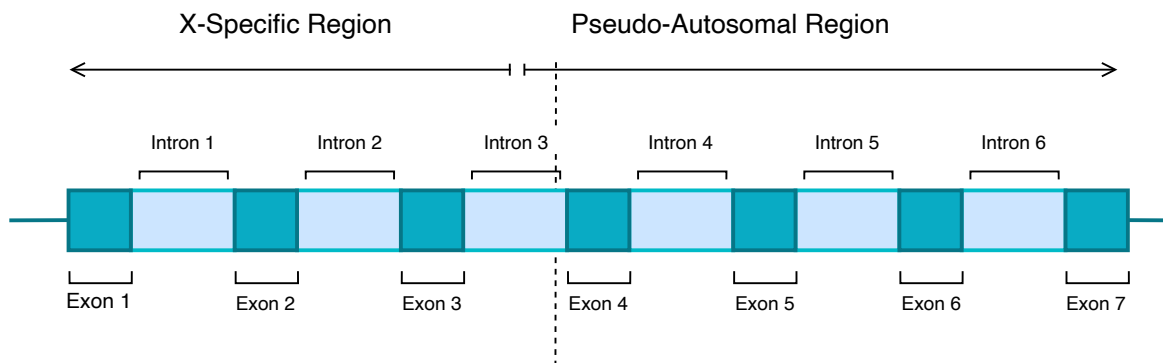 X-Specific Region Pseudo-Autosomal Region
Intron 1 Intron 2 Intron 3 Intron 4 Intron 5 Intron 6
Exon 1 Exon 2 Exon 3 Exon 4 Exon 5 Exon 6 Exon 7